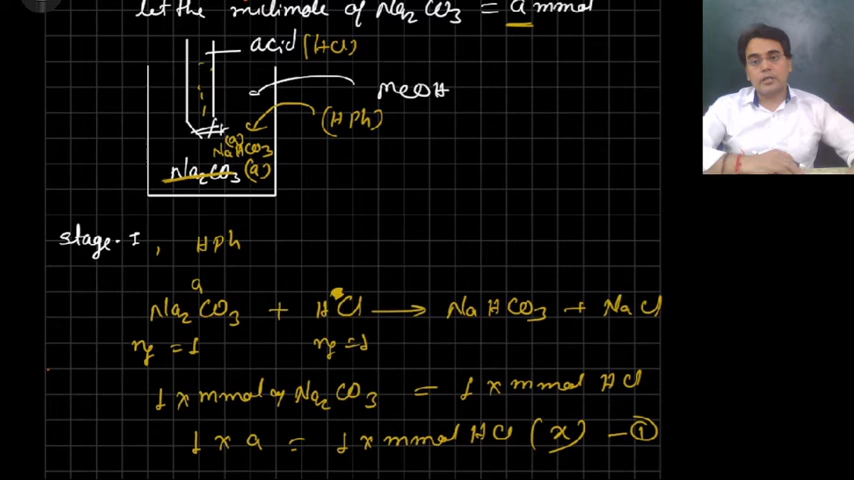 let the millimole of Na2CO3 = a mmol
acid (HCl)
MeOH
(HPh)
(a)
NaHCO3
Na2CO3 (a)
stage-I, HPh
a
Na2CO3 + HCl → NaHCO3 + NaCl
nf = 1 nf = 1
1 x mmol of Na2CO3 = 1 x mmol HCl
1 x a = 1 x mmol HCl (x) -①